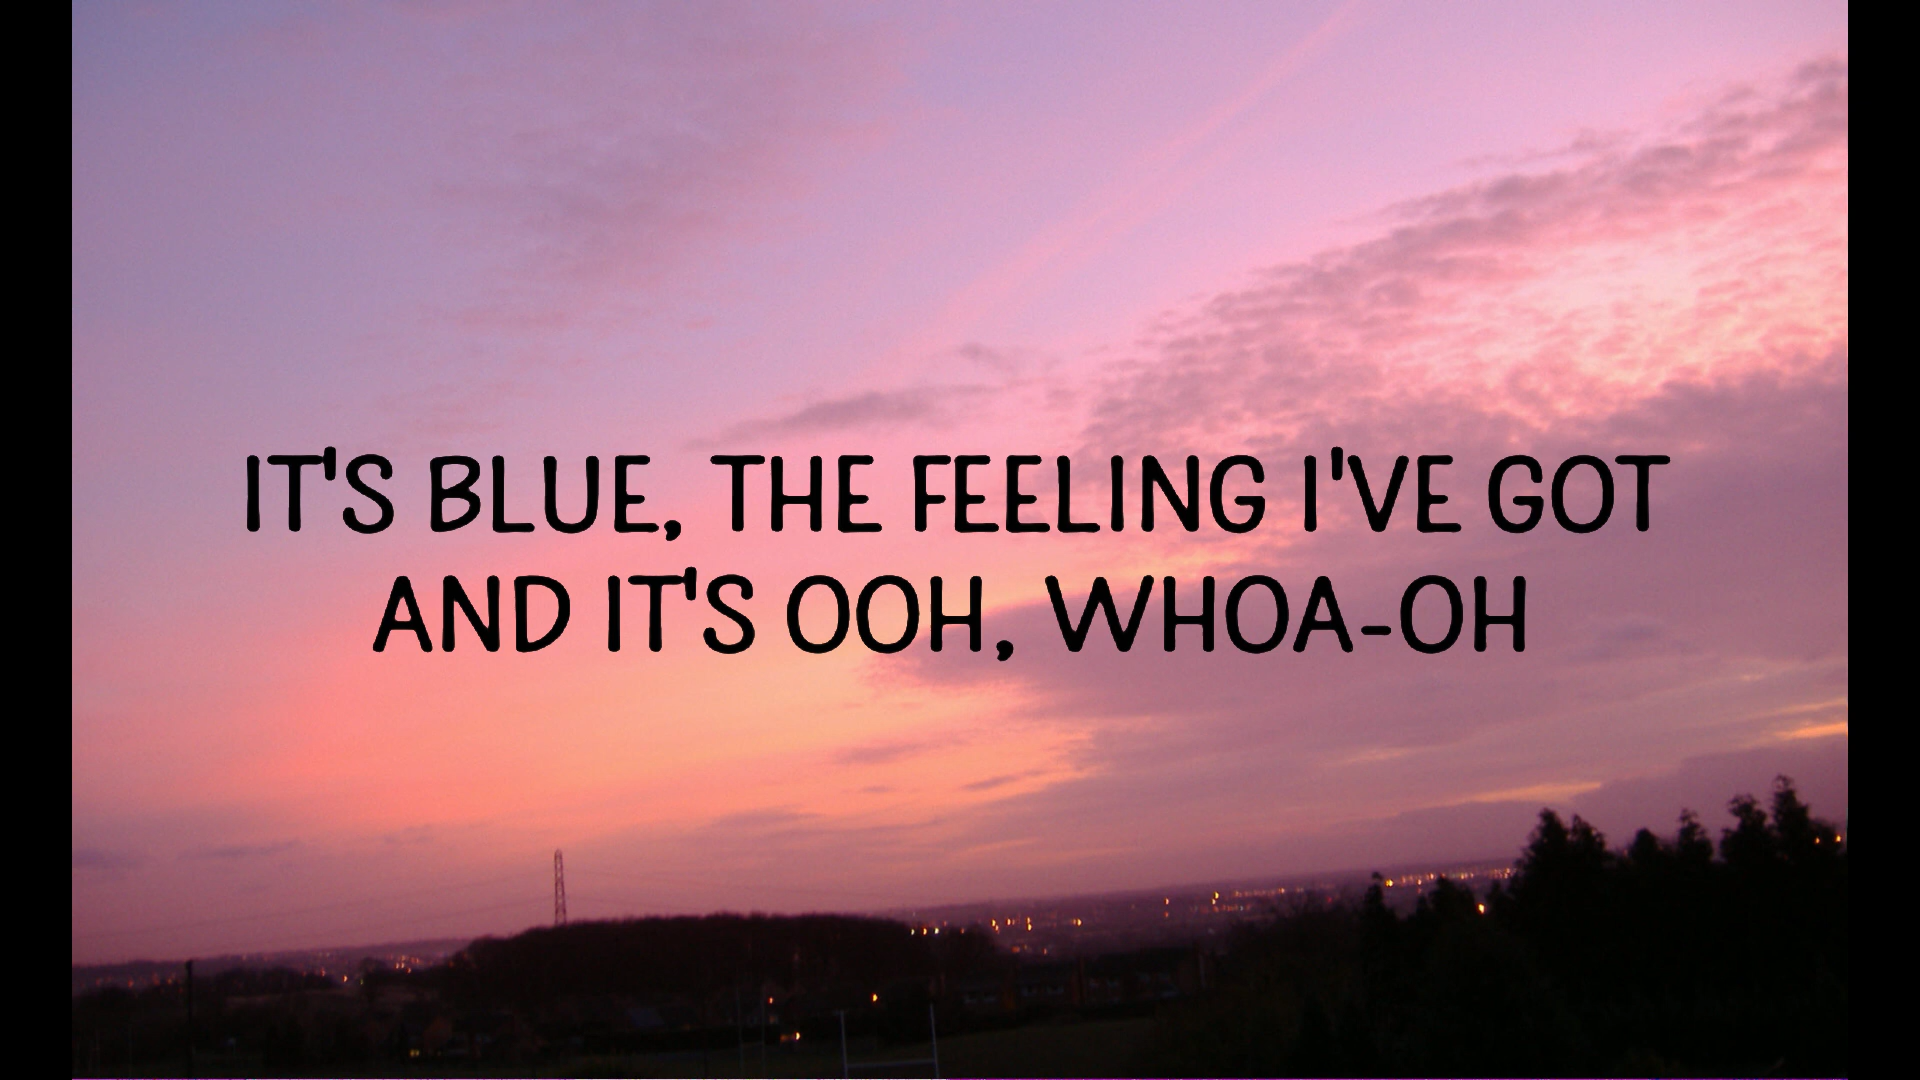 IT'S BLUE, THE FEELING I'VE GOT
AND IT'S OOH, WHOA-OH